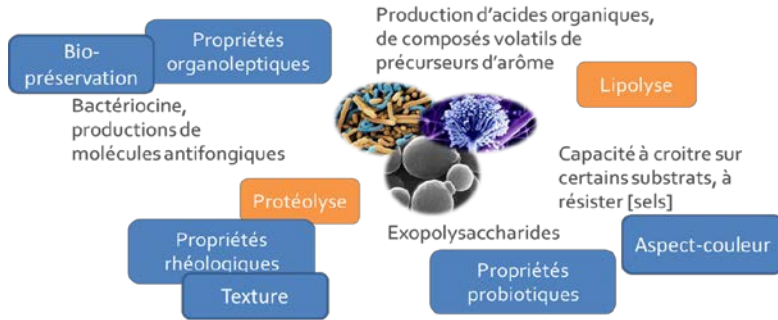 Bio-
préservation
Propriétés
organoleptiques
Production d’acides organiques,
de composés volatils de
précurseurs d’arôme
Lipolyse
Bactériocine,
productions de
molécules antifongiques
Capacité à croitre sur
certains substrats, à
résister [sels]
Protéolyse
Propriétés
rhéologiques
Texture
Exopolysaccharides
Propriétés
probiotiques
Aspect-couleur